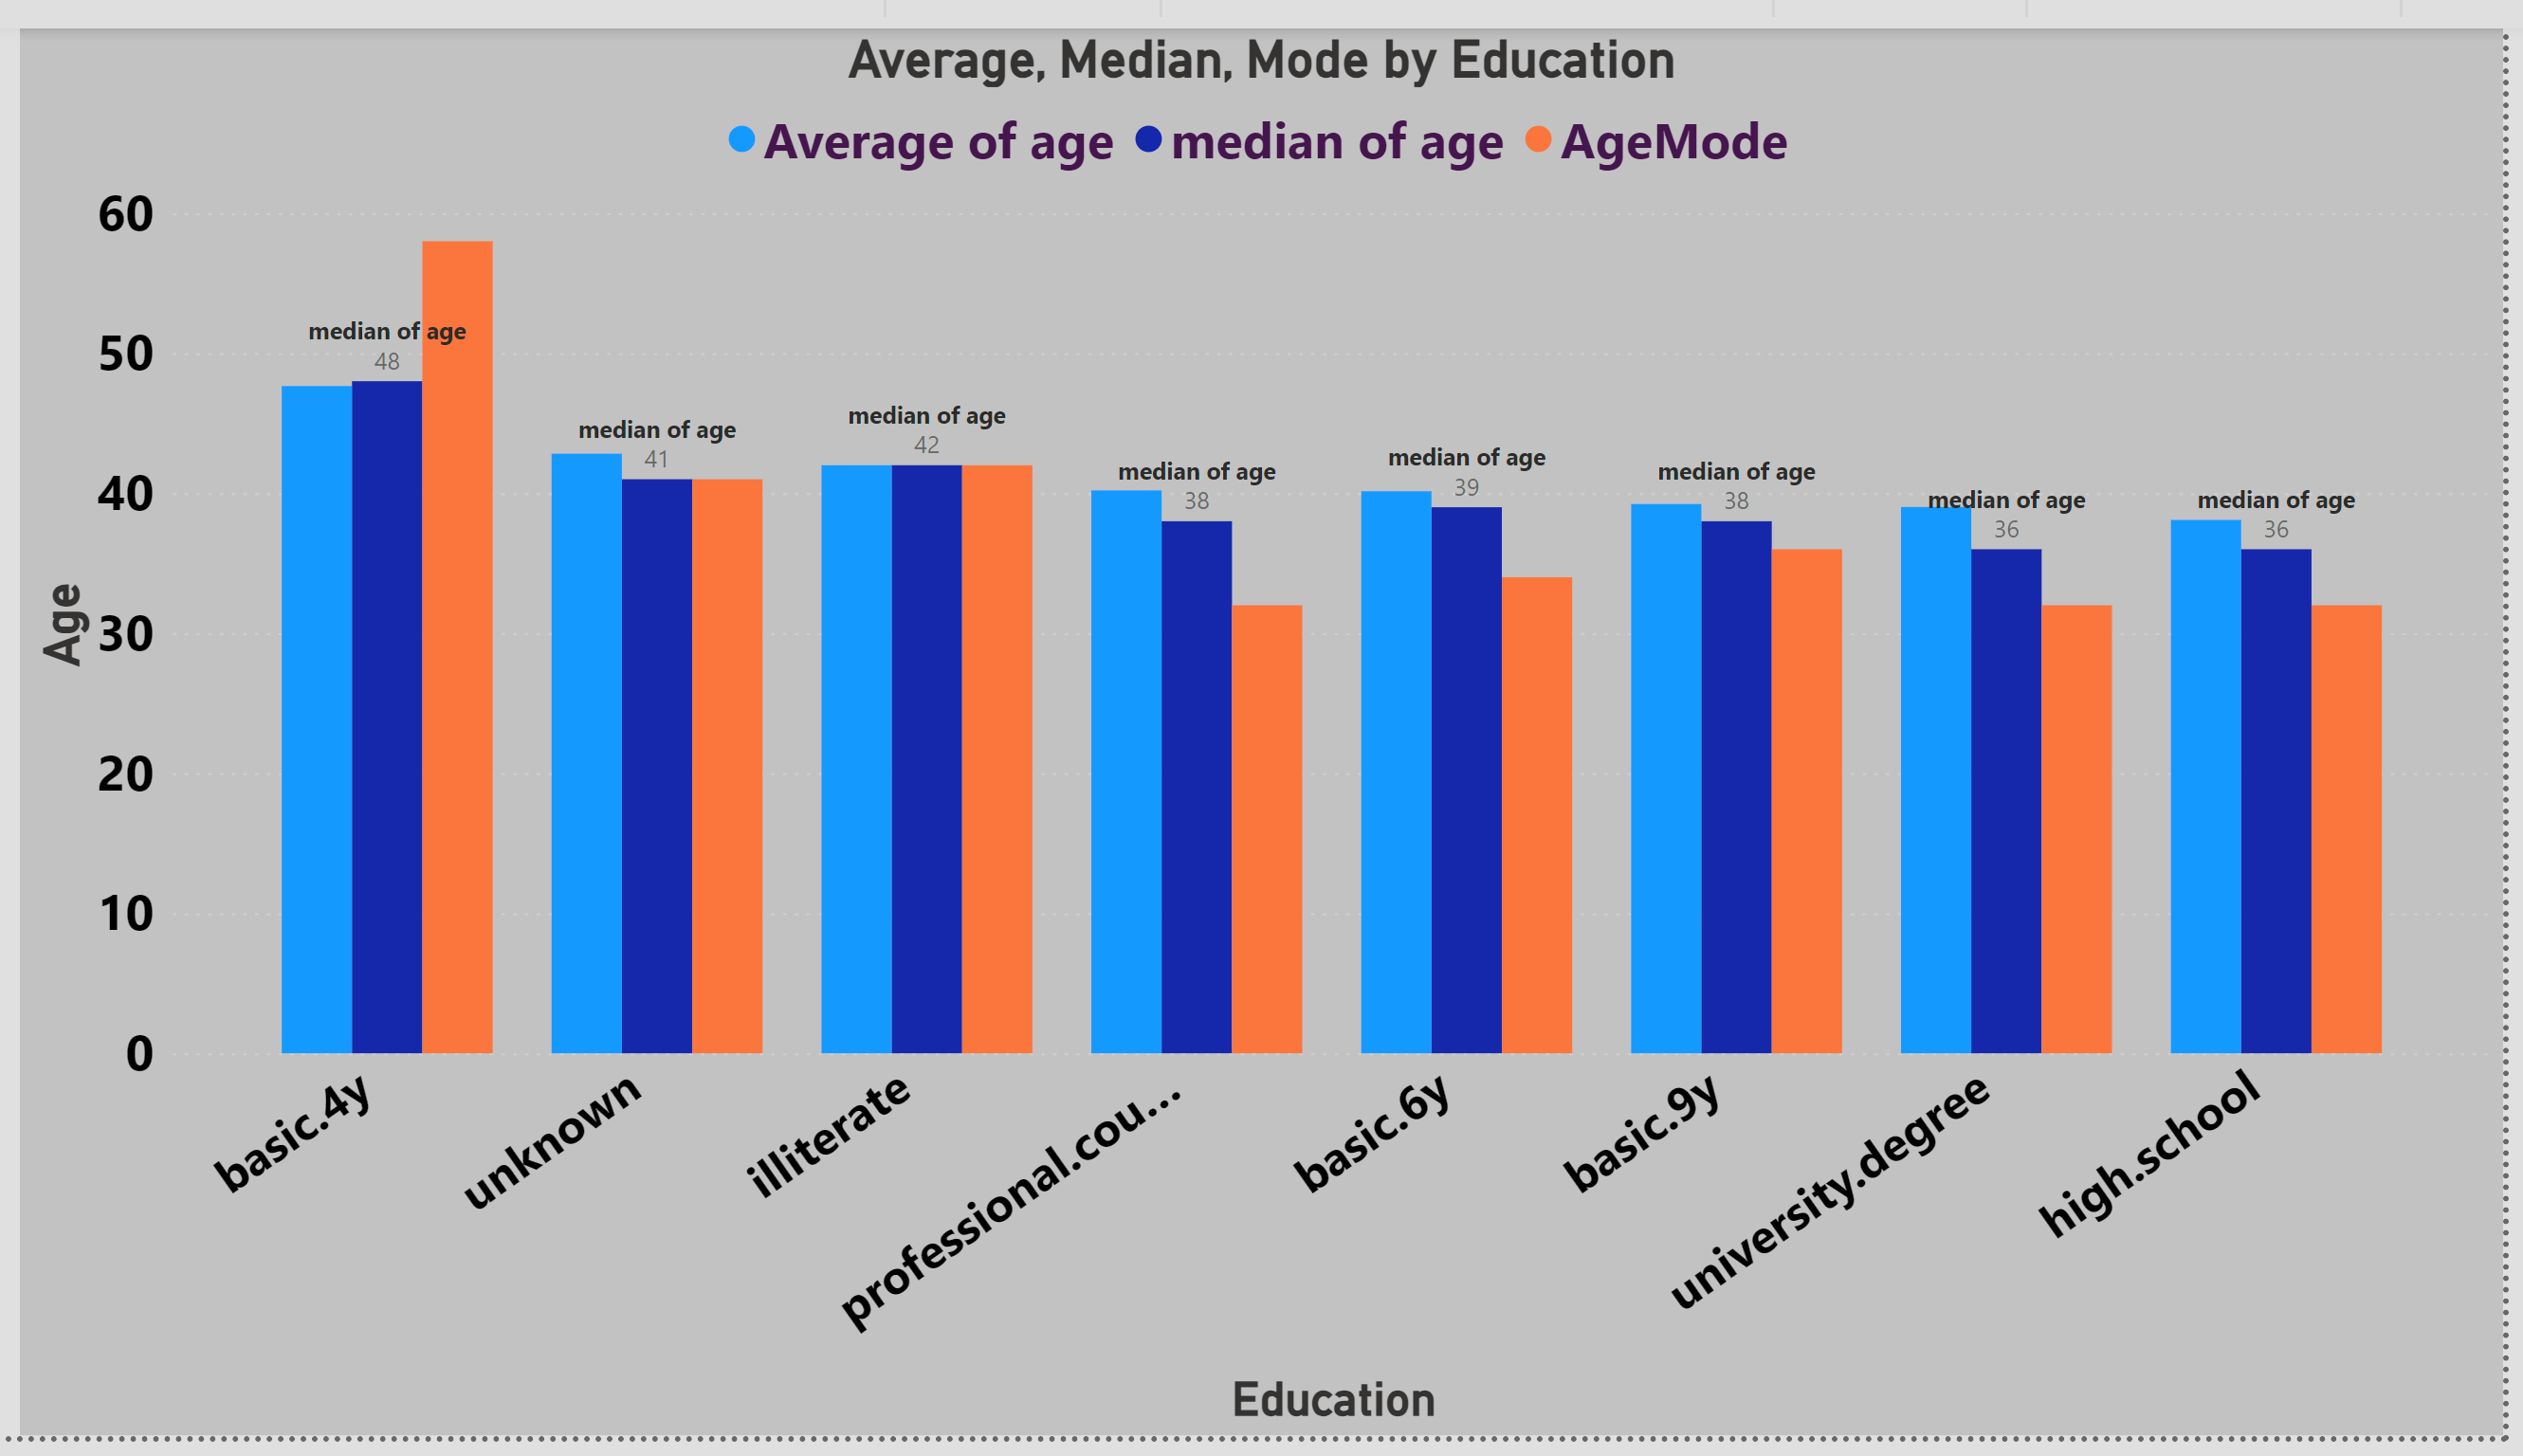 Average, Median, Mode by Education
Average of age median of age AgeMode
60
50
40
30
20
10
0
Age
median of age
48
median of age
41
median of age
42
median of age
38
median of age
39
median of age
38
median of age
36
median of age
36
basic.4y
unknown
illiterate
professional.cou...
basic.6y
basic.9y
university.degree
high.school
Education